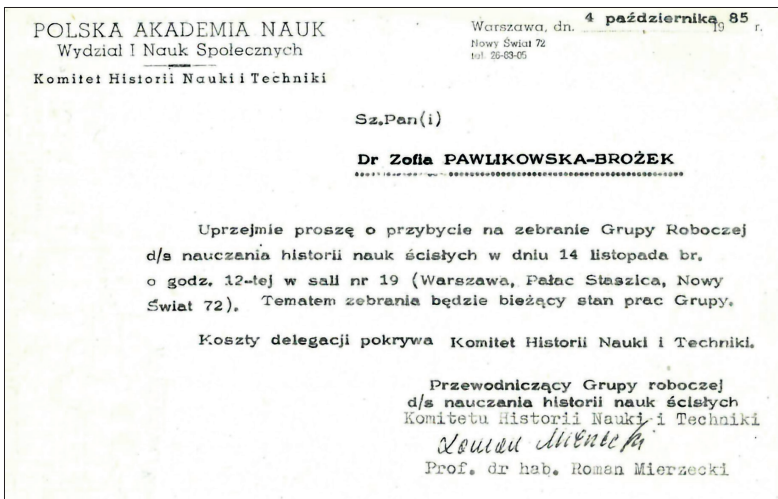 POLSKA AKADEMIA NAUK
Wydział I Nauk Społecznych
Komitet Historii Nauki i Techniki
Warszawa, dn. 4 października 1985 r.
Nowy Świat 72
tel. 26-83-05
Sz.Pan(i)
Dr Zofia PAWLIKOWSKA-BROŻEK
Uprzejmie proszę o przybycie na zebranie Grupy Roboczej
d/s nauczania historii nauk ścisłych w dniu 14 listopada br.
o godz. 12-tej w sali nr 19 (Warszawa, Pałac Staszica, Nowy
Świat 72). Tematem zebrania będzie bieżący stan prac Grupy.
Koszty delegacji pokrywa Komitet Historii Nauki i Techniki.
Przewodniczący Grupy roboczej
d/s nauczania historii nauk ścisłych
Komitetu Historii Nauki i Techniki
Roman Mierzecki
Prof. dr hab. Roman Mierzecki